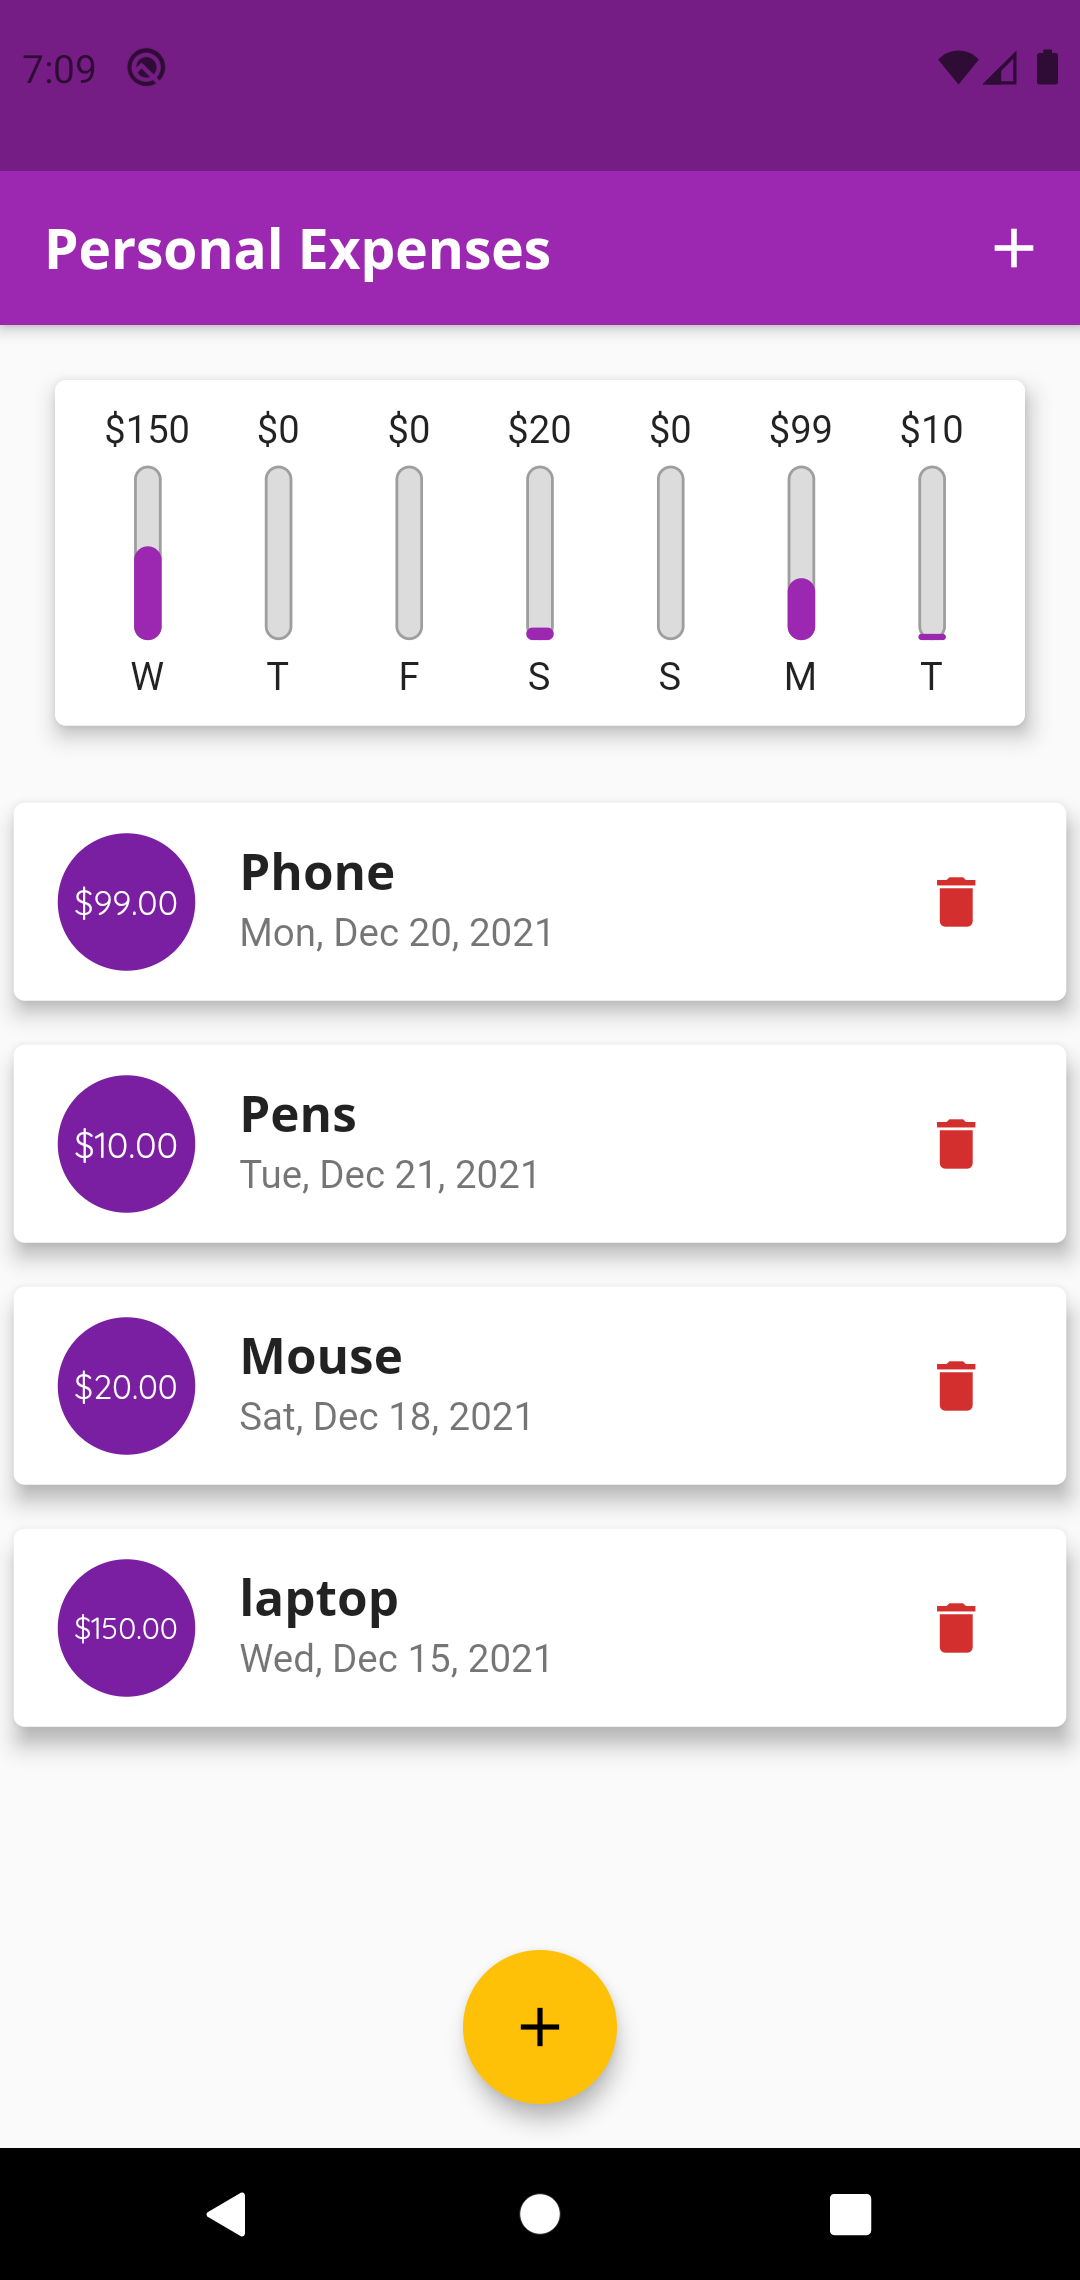 7:09
Personal Expenses
$150 $0 $0 $20 $0 $99 $10
W T F S S M T
$99.00
Phone
Mon, Dec 20, 2021
$10.00
Pens
Tue, Dec 21, 2021
$20.00
Mouse
Sat, Dec 18, 2021
$150.00
laptop
Wed, Dec 15, 2021